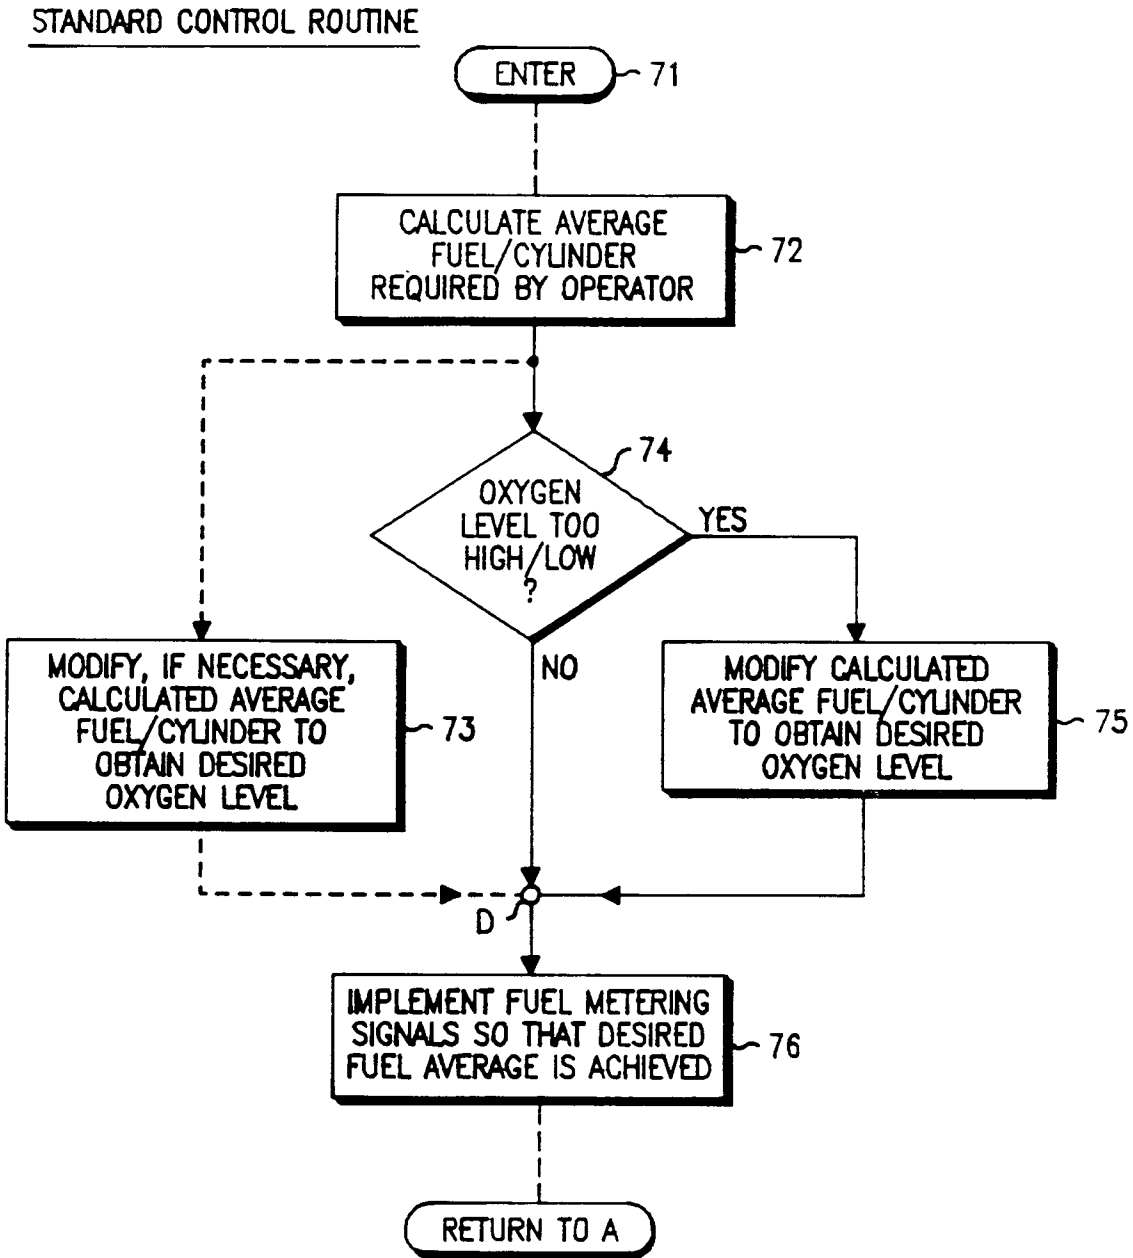 STANDARD CONTROL ROUTINE
ENTER
71
CALCULATE AVERAGE
FUEL/CYLINDER
REQUIRED BY OPERATOR
72
74
OXYGEN
LEVEL TOO
HIGH/LOW
?
YES
NO
MODIFY, IF NECESSARY,
CALCULATED AVERAGE
FUEL/CYLINDER TO
OBTAIN DESIRED
OXYGEN LEVEL
73
MODIFY CALCULATED
AVERAGE FUEL/CYLINDER
TO OBTAIN DESIRED
OXYGEN LEVEL
75
D
IMPLEMENT FUEL METERING
SIGNALS SO THAT DESIRED
FUEL AVERAGE IS ACHIEVED
76
RETURN TO A